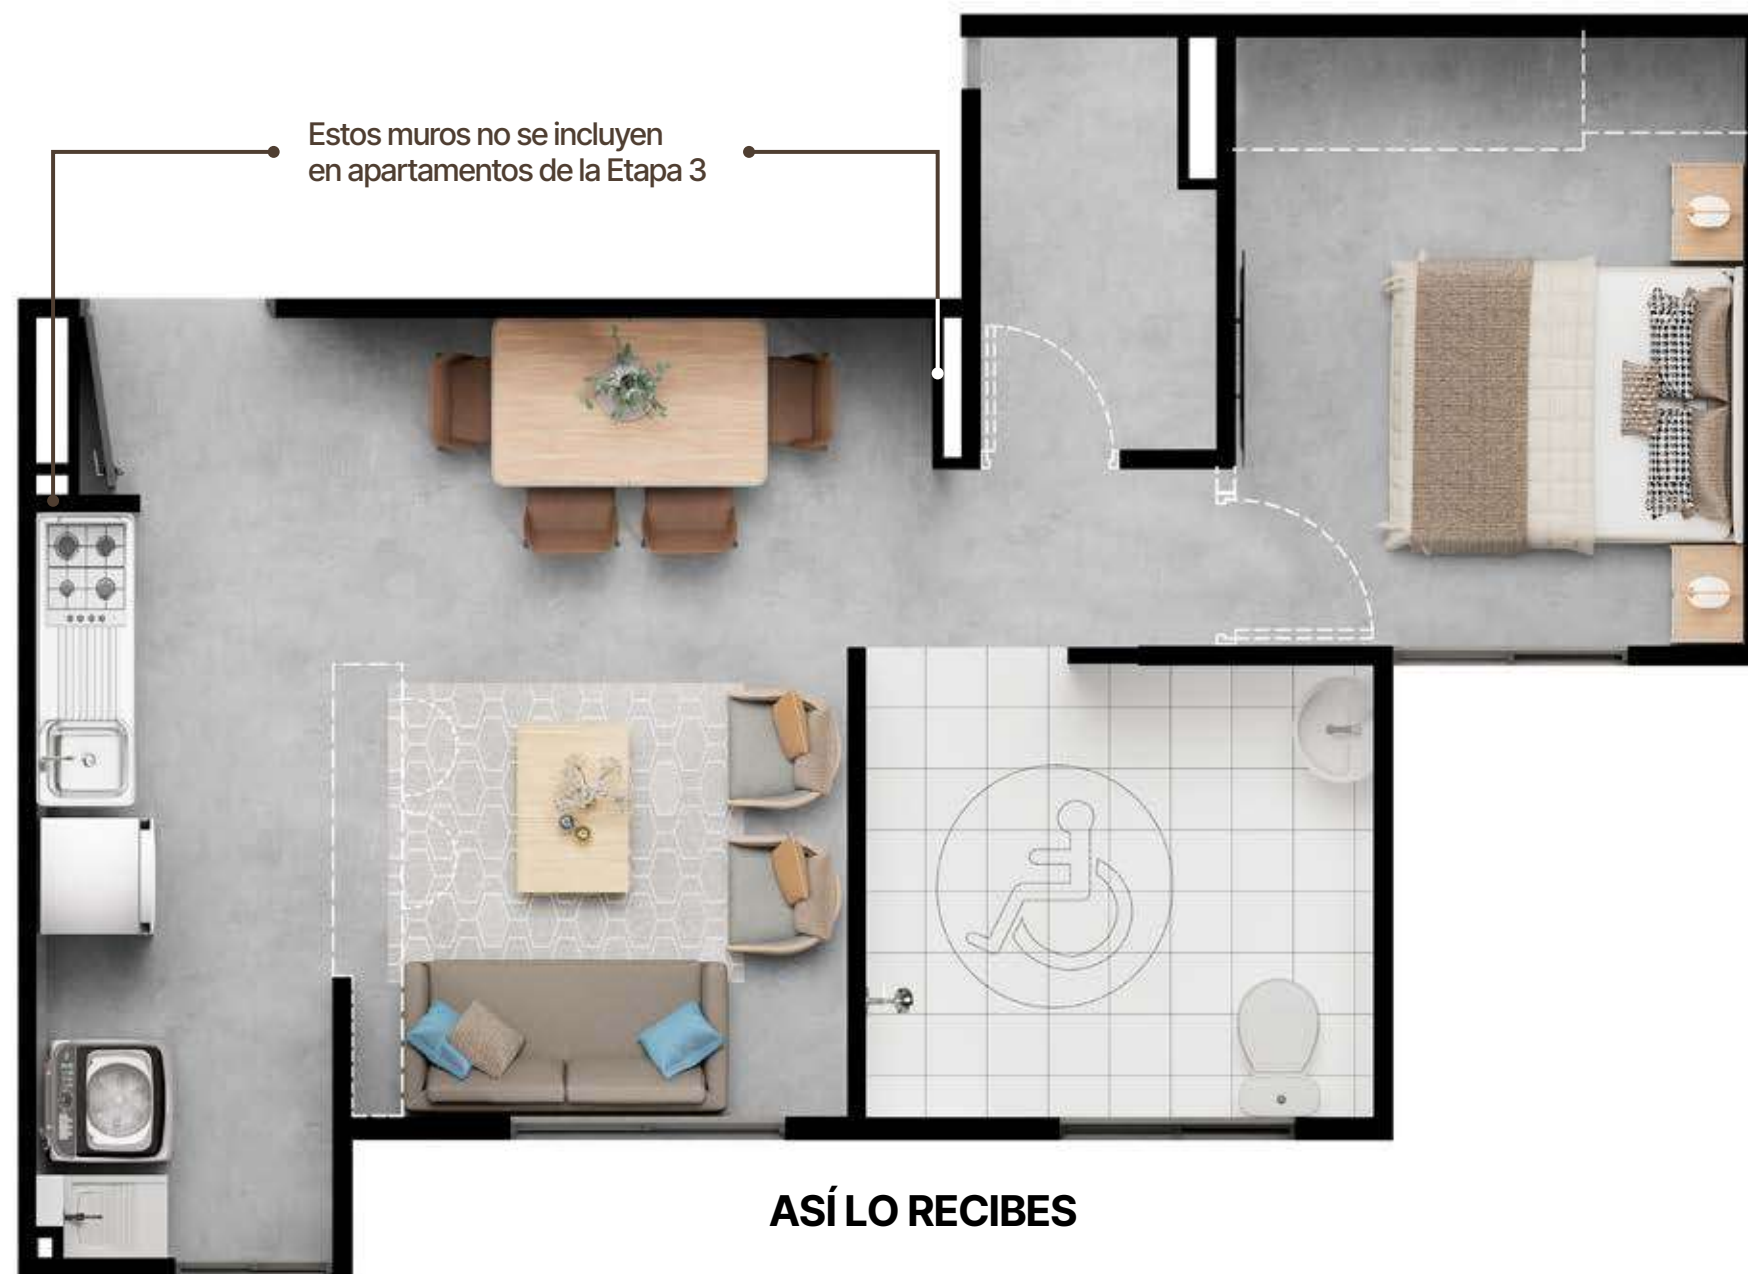 Estos muros no se incluyen
en apartamentos de la Etapa 3
ASÍ LO RECIBES